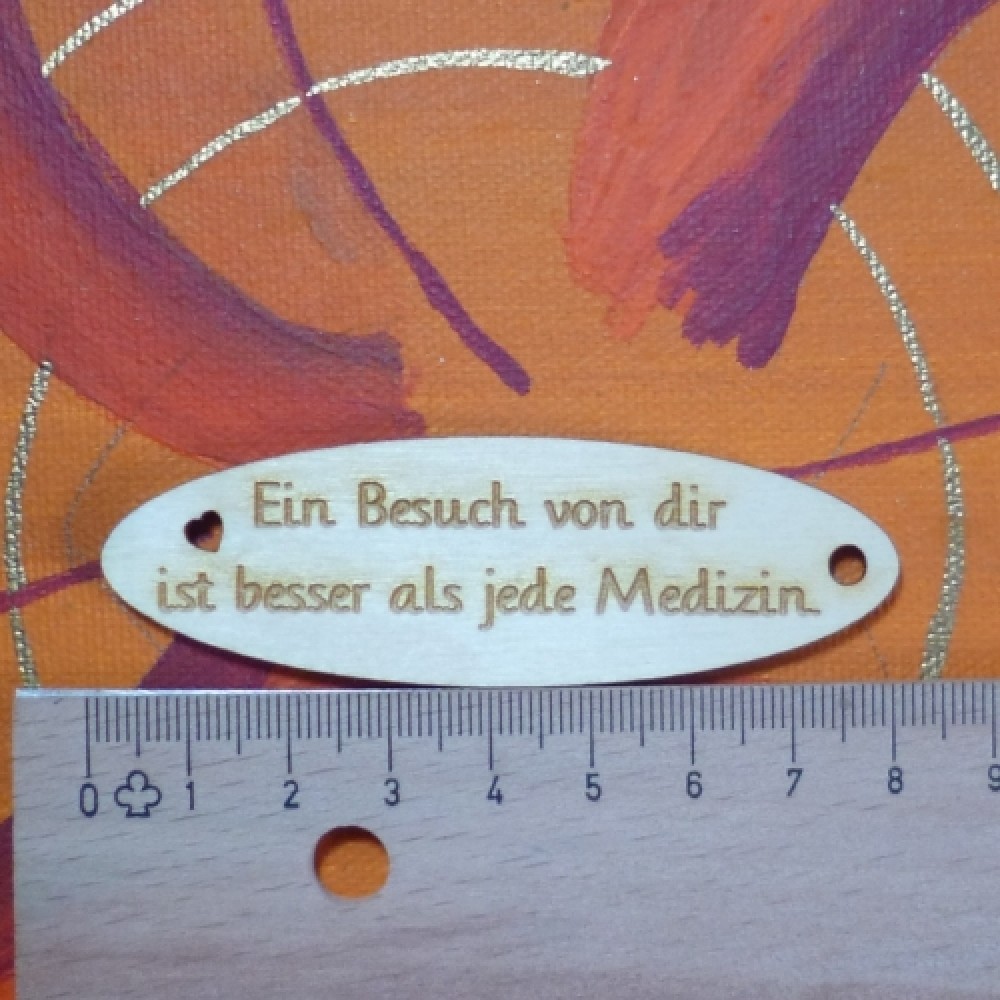 Ein Besuch von dir
ist besser als jede Medizin.
0 1 2 3 4 5 6 7 8 9